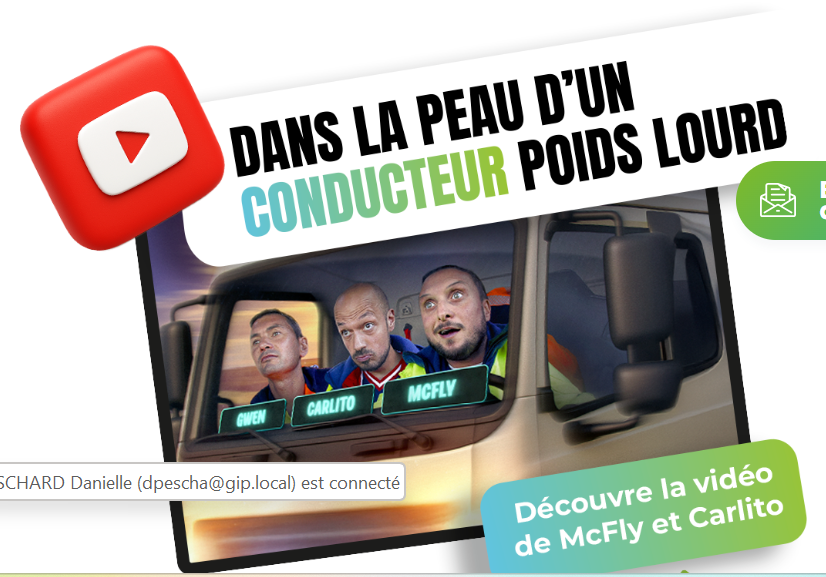 DANS LA PEAU D'UN
CONDUCTEUR POIDS LOURD
GWEN
CARLITO
MCFLY
SCHARD Danielle (dpescha@gip.local) est connecté
Découvre la vidéo
de McFly et Carlito